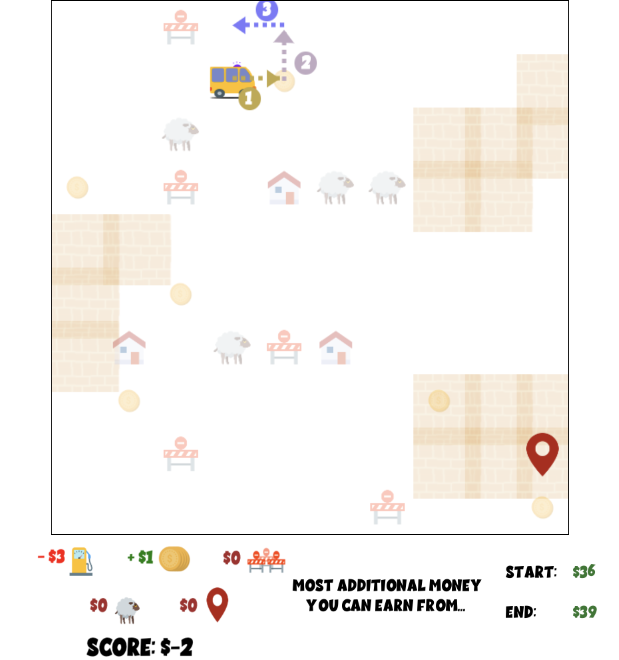 3
2
1
- $3
+ $1
$0
START: $36
MOST ADDITIONAL MONEY
YOU CAN EARN FROM...
$0
$0
END: $39
SCORE: $-2